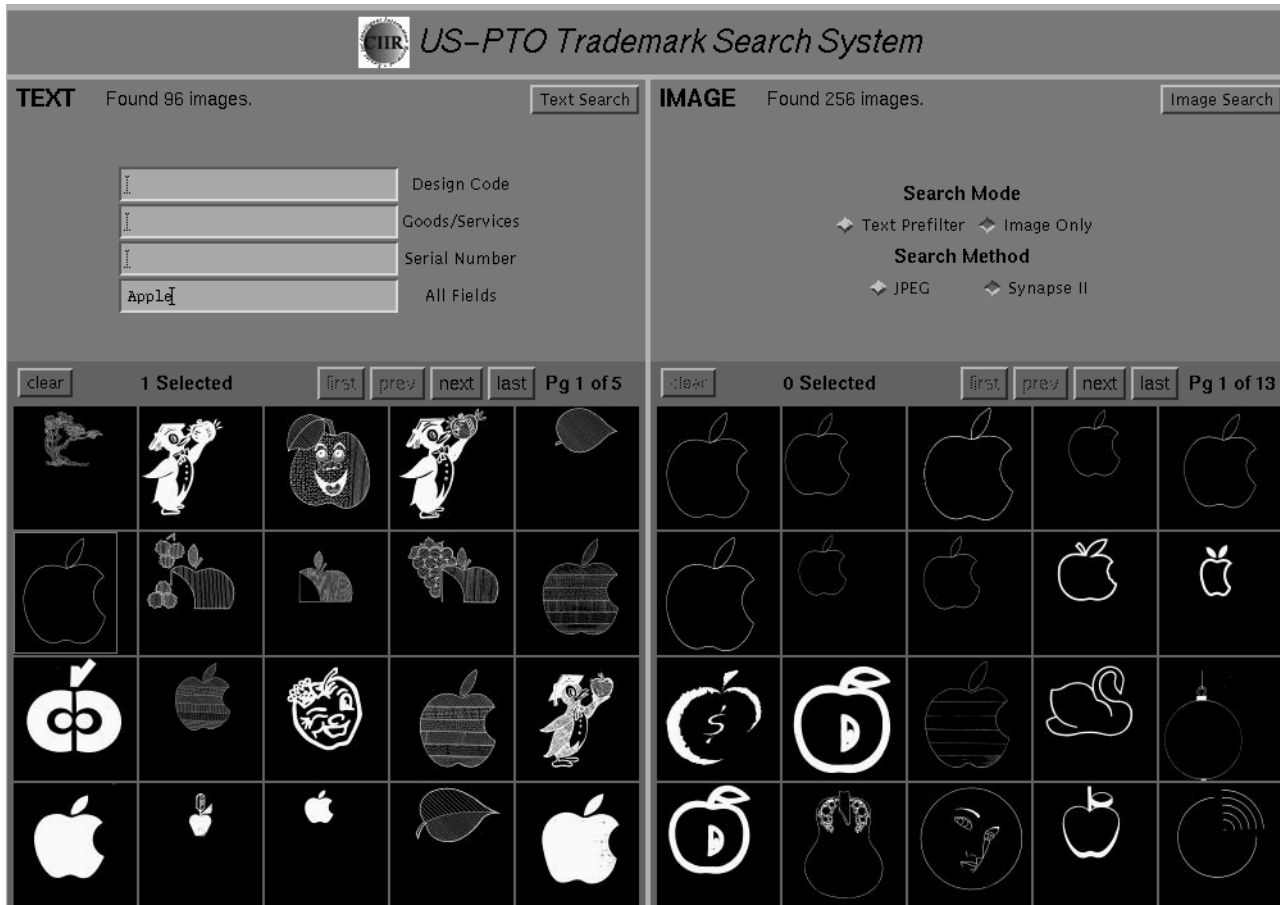 CIIR US-PTO Trademark Search System
TEXT Found 96 images. Text Search
Design Code
Goods/Services
Serial Number
Apple All Fields
clear 1 Selected first prev next last Pg 1 of 5
IMAGE Found 256 images. Image Search
Search Mode
Text Prefilter Image Only
Search Method
JPEG Synapse II
clear 0 Selected first prev next last Pg 1 of 13